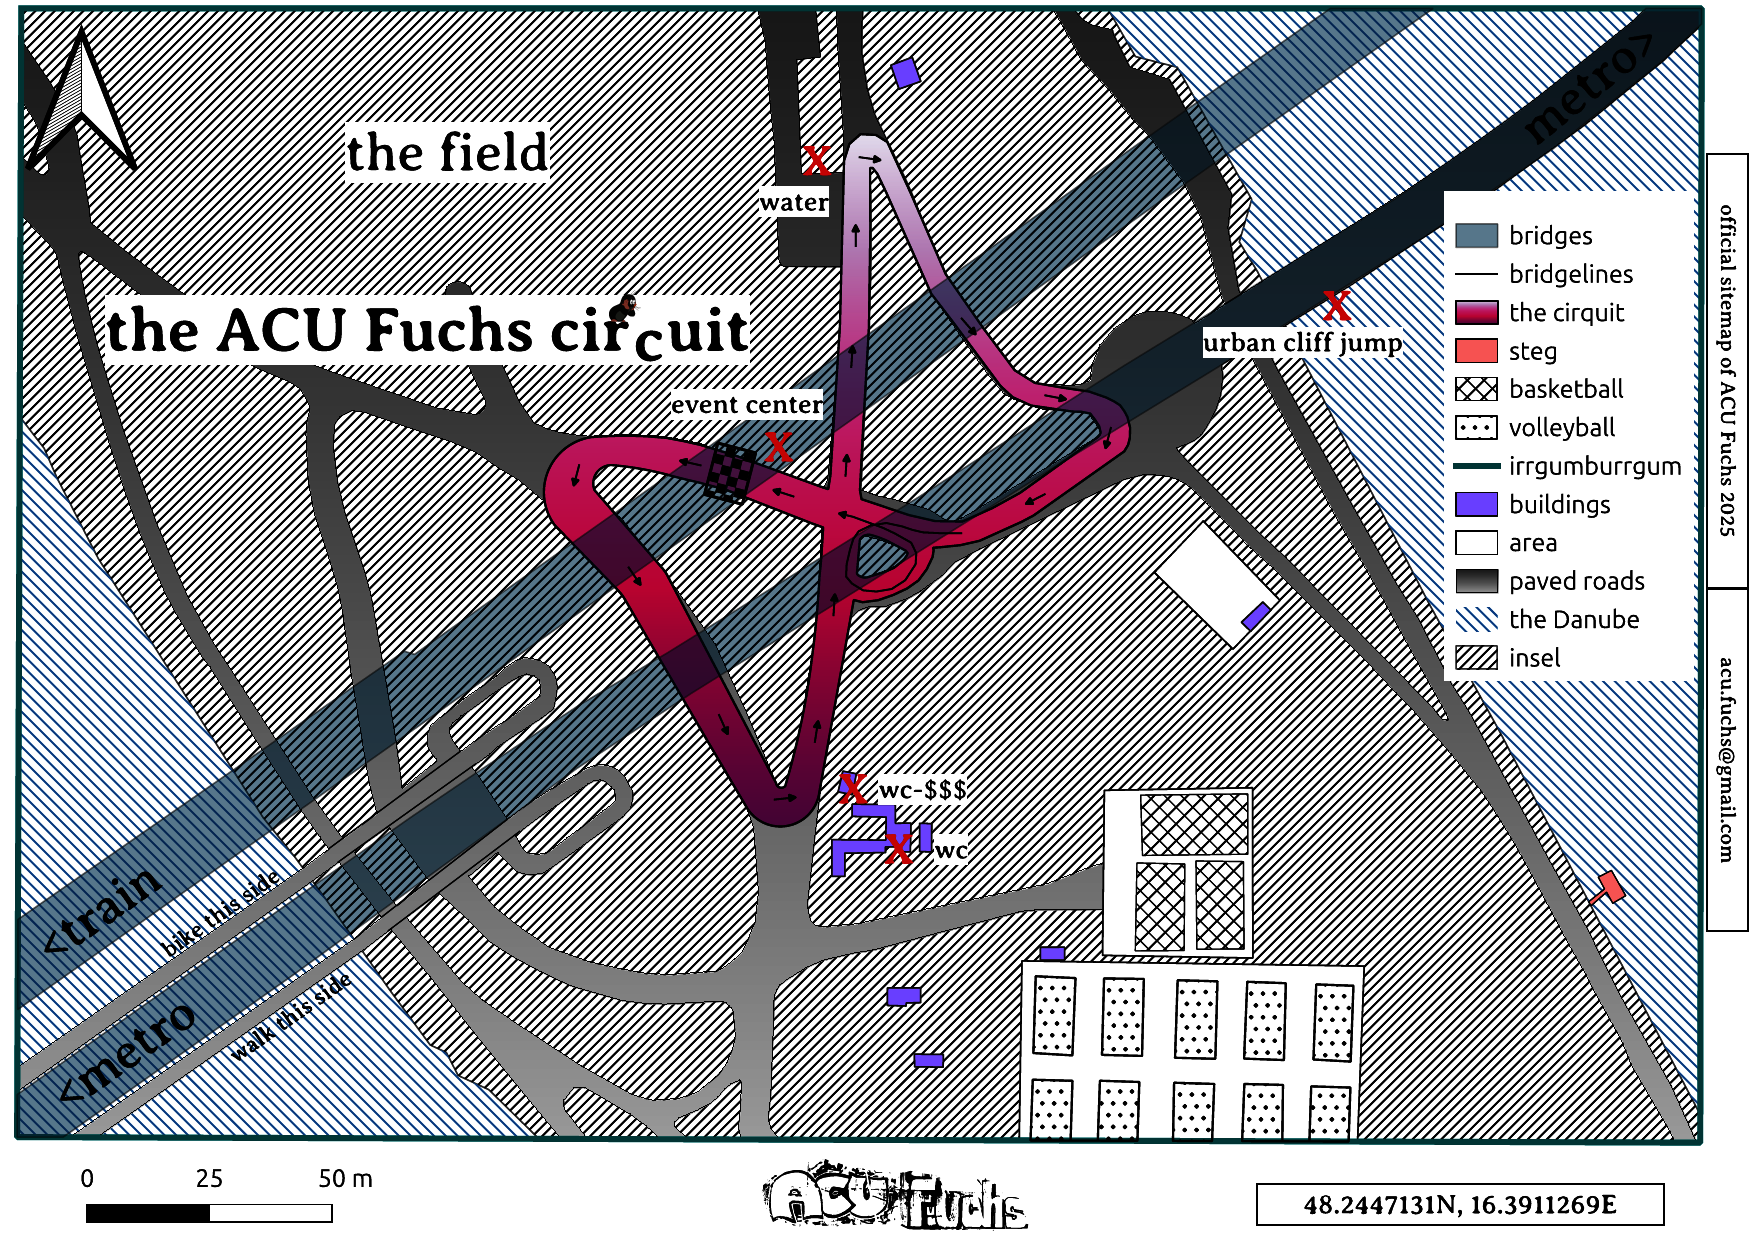 metro>
the field
water
the ACU Fuchs circuit
urban cliff jump
event center
bridges
bridgelines
the cirquit
steg
basketball
volleyball
irrgumburrgum
buildings
area
paved roads
the Danube
insel
official sitemap of ACU Fuchs 2025
acu.fuchs@gmail.com
wc-$$$
wc
<train
bike this side
<metro
walk this side
0 25 50 m
ACU Fuchs
48.2447131N, 16.3911269E